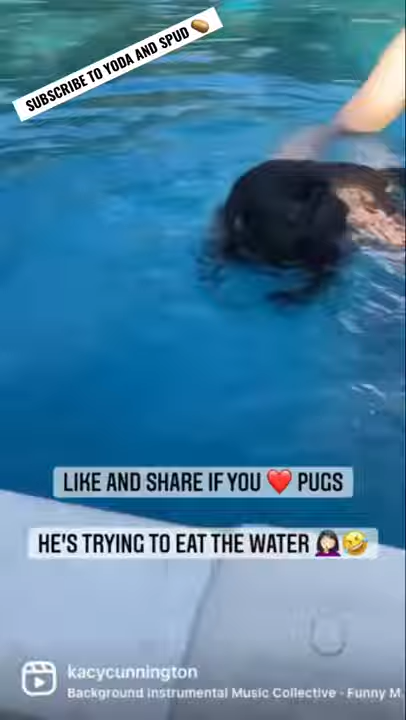 SUBSCRIBE TO YODA AND SPUD 🥔
LIKE AND SHARE IF YOU ❤️ PUGS
HE'S TRYING TO EAT THE WATER 🤦🏻‍♀️🤣
kacycunnington
Background Instrumental Music Collective · Funny M